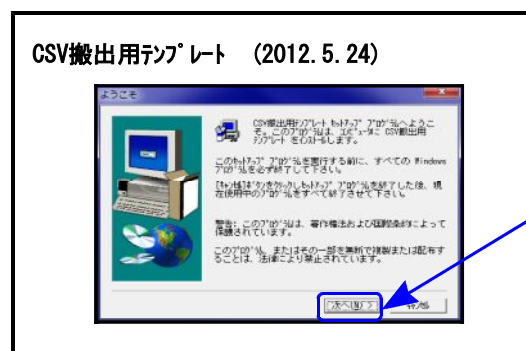 CSV搬出用ﾃﾝﾌﾟﾚｰﾄ (2012.5.24)
ようこそ
CSV搬出用ﾃﾝﾌﾟﾚｰﾄ ｾｯﾄｱｯﾌﾟ ﾌﾟﾛｸﾞﾗﾑへようこ
そ。このﾌﾟﾛｸﾞﾗﾑは、ｺﾝﾋﾟｭｰﾀに CSV搬出用
ﾃﾝﾌﾟﾚｰﾄ をｲﾝｽﾄｰﾙします。
このｾｯﾄｱｯﾌﾟ ﾌﾟﾛｸﾞﾗﾑを実行する前に、すべての Windows
ﾌﾟﾛｸﾞﾗﾑを必ず終了して下さい。
[ｷｬﾝｾﾙ]ﾎﾞﾀﾝをｸﾘｯｸしｾｯﾄｱｯﾌﾟ ﾌﾟﾛｸﾞﾗﾑを終了した後、現
在使用中のﾌﾟﾛｸﾞﾗﾑをすべて終了させて下さい。
警告: このﾌﾟﾛｸﾞﾗﾑは、著作権法および国際条約によって
保護されています。
このﾌﾟﾛｸﾞﾗﾑ、またはその一部を無断で複製または配布す
ることは、法律により禁止されています。
次へ(N) >
ｷｬﾝｾﾙ